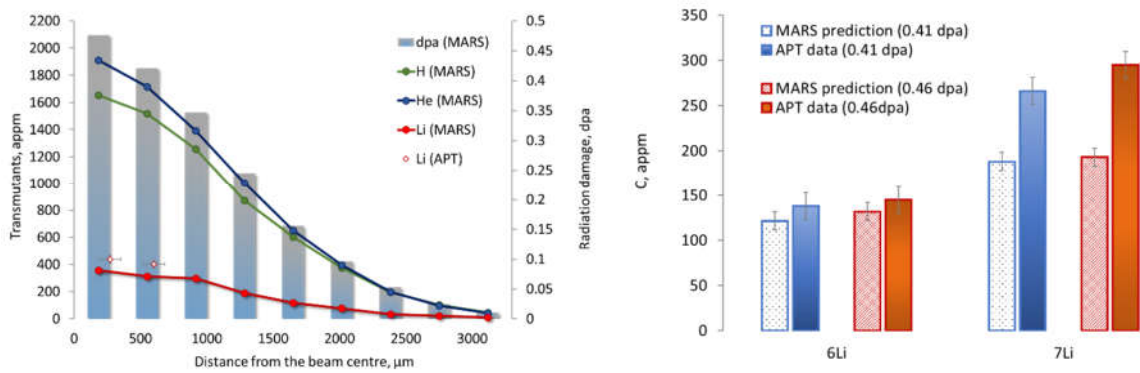 2200
2000
1800
1600
1400
1200
1000
800
600
400
200
0
Transmutants, appm
0.5
0.45
0.4
0.35
0.3
0.25
0.2
0.15
0.1
0.05
0
Radiation damage, dpa
dpa (MARS)
H (MARS)
He (MARS)
Li (MARS)
Li (APT)
0 500 1000 1500 2000 2500 3000
Distance from the beam centre, μm
350
300
250
200
150
100
50
0
C, appm
MARS prediction (0.41 dpa)
APT data (0.41 dpa)
MARS prediction (0.46 dpa)
APT data (0.46dpa)
6Li 7Li